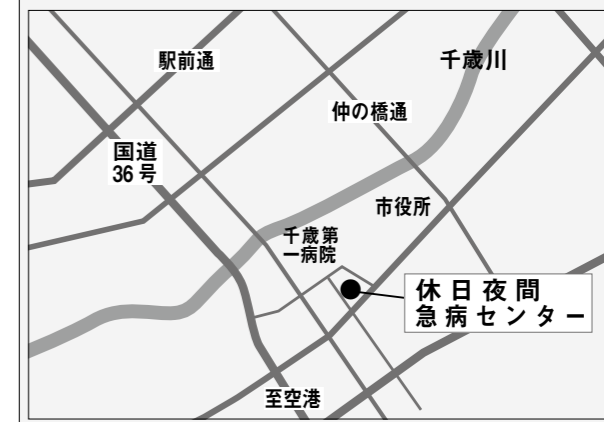 駅前通
千歳川
仲の橋通
国道
36号
市役所
千歳第
一病院
休日夜間
急病センター
至空港